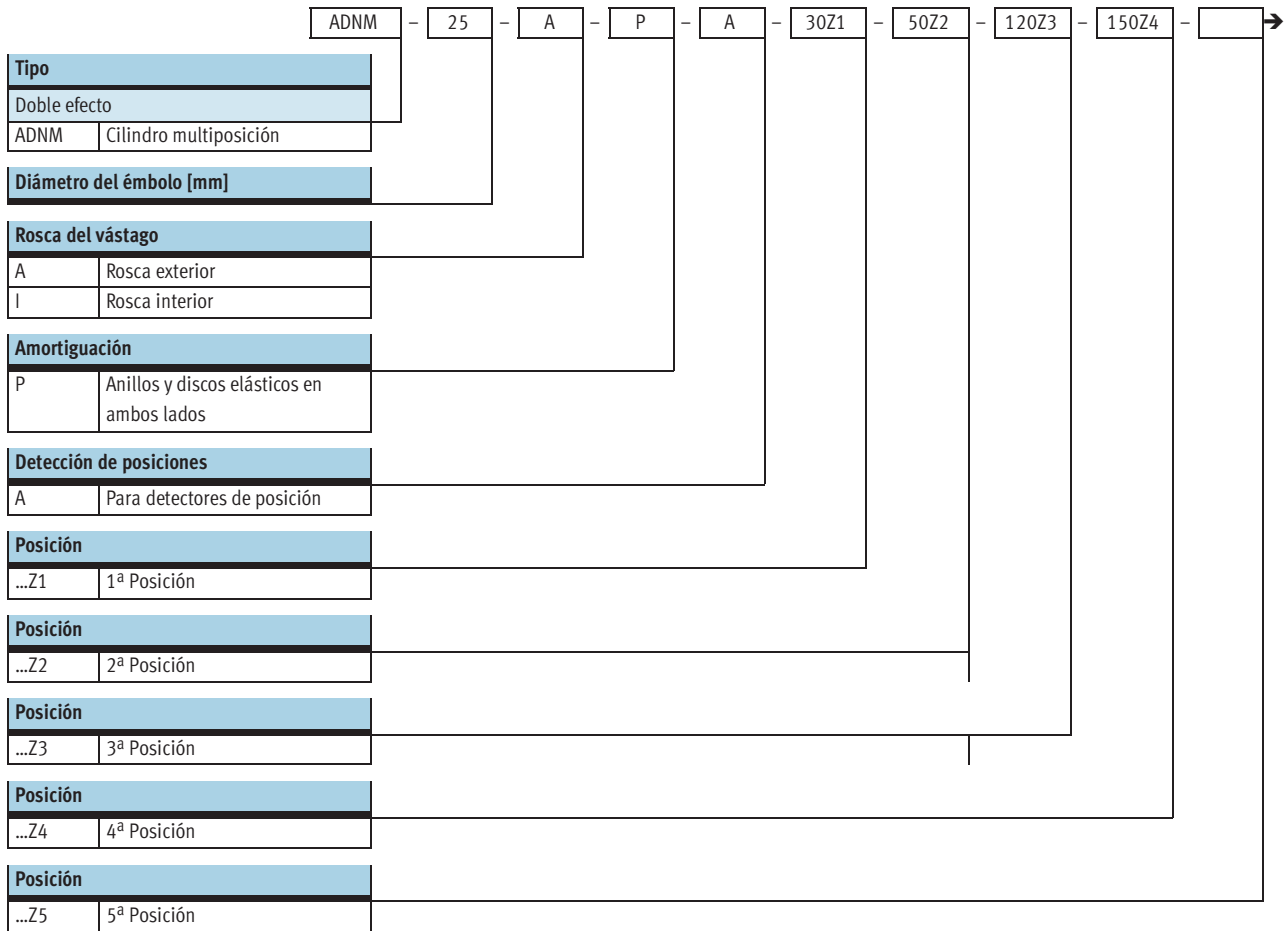 ADNM – 25 – A – P – A – 30Z1 – 50Z2 – 120Z3 – 150Z4 – ➔
Tipo
Doble efecto
ADNM Cilindro multiposición
Diámetro del émbolo [mm]
Rosca del vástago
A Rosca exterior
I Rosca interior
Amortiguación
P Anillos y discos elásticos en
ambos lados
Detección de posiciones
A Para detectores de posición
Posición
...Z1 1ª Posición
Posición
...Z2 2ª Posición
Posición
...Z3 3ª Posición
Posición
...Z4 4ª Posición
Posición
...Z5 5ª Posición